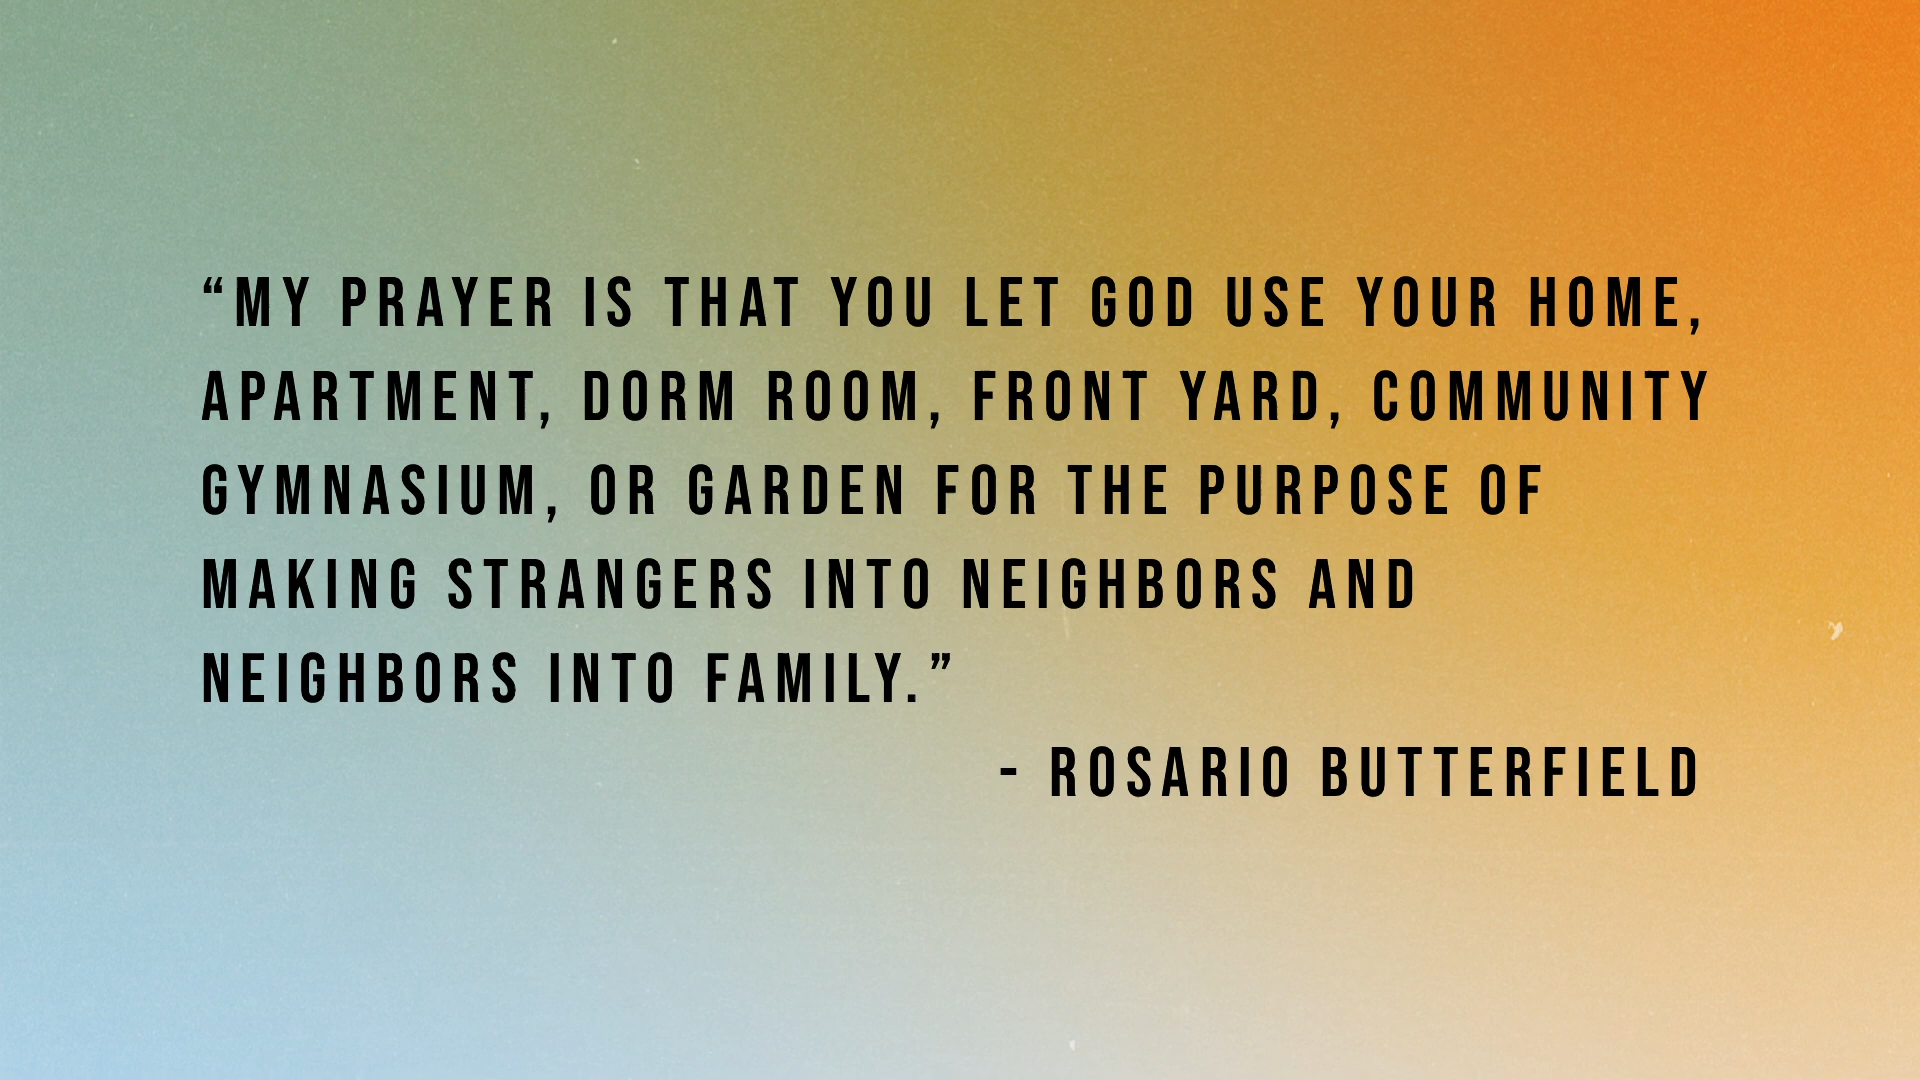 “MY PRAYER IS THAT YOU LET GOD USE YOUR HOME,
APARTMENT, DORM ROOM, FRONT YARD, COMMUNITY
GYMNASIUM, OR GARDEN FOR THE PURPOSE OF
MAKING STRANGERS INTO NEIGHBORS AND
NEIGHBORS INTO FAMILY.”
- ROSARIO BUTTERFIELD